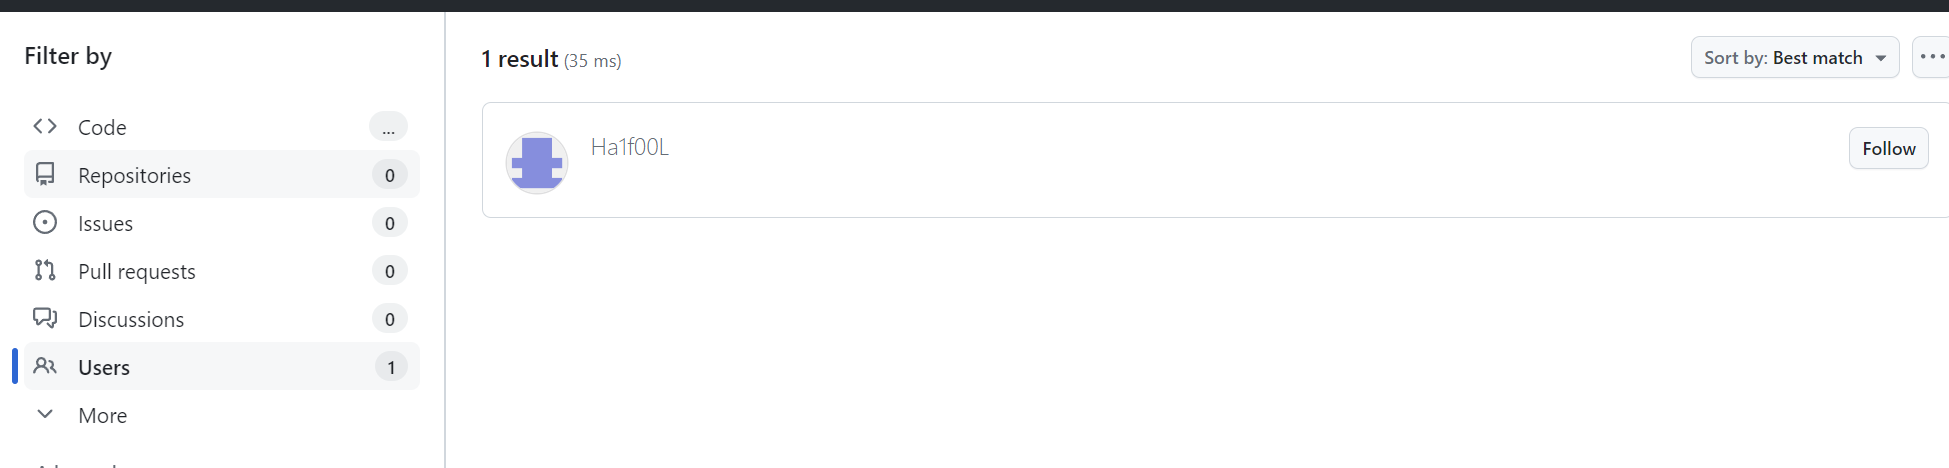 Filter by
Code ...
Repositories 0
Issues 0
Pull requests 0
Discussions 0
Users 1
More
1 result (35 ms)
Sort by: Best match
Ha1f00L
Follow